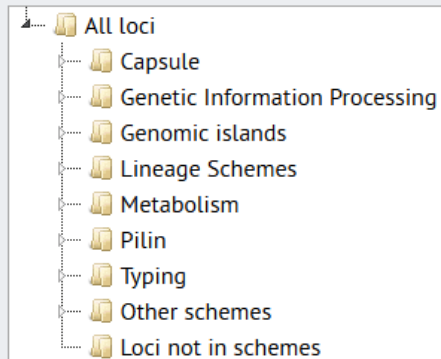 All loci
Capsule
Genetic Information Processing
Genomic islands
Lineage Schemes
Metabolism
Pilin
Typing
Other schemes
Loci not in schemes